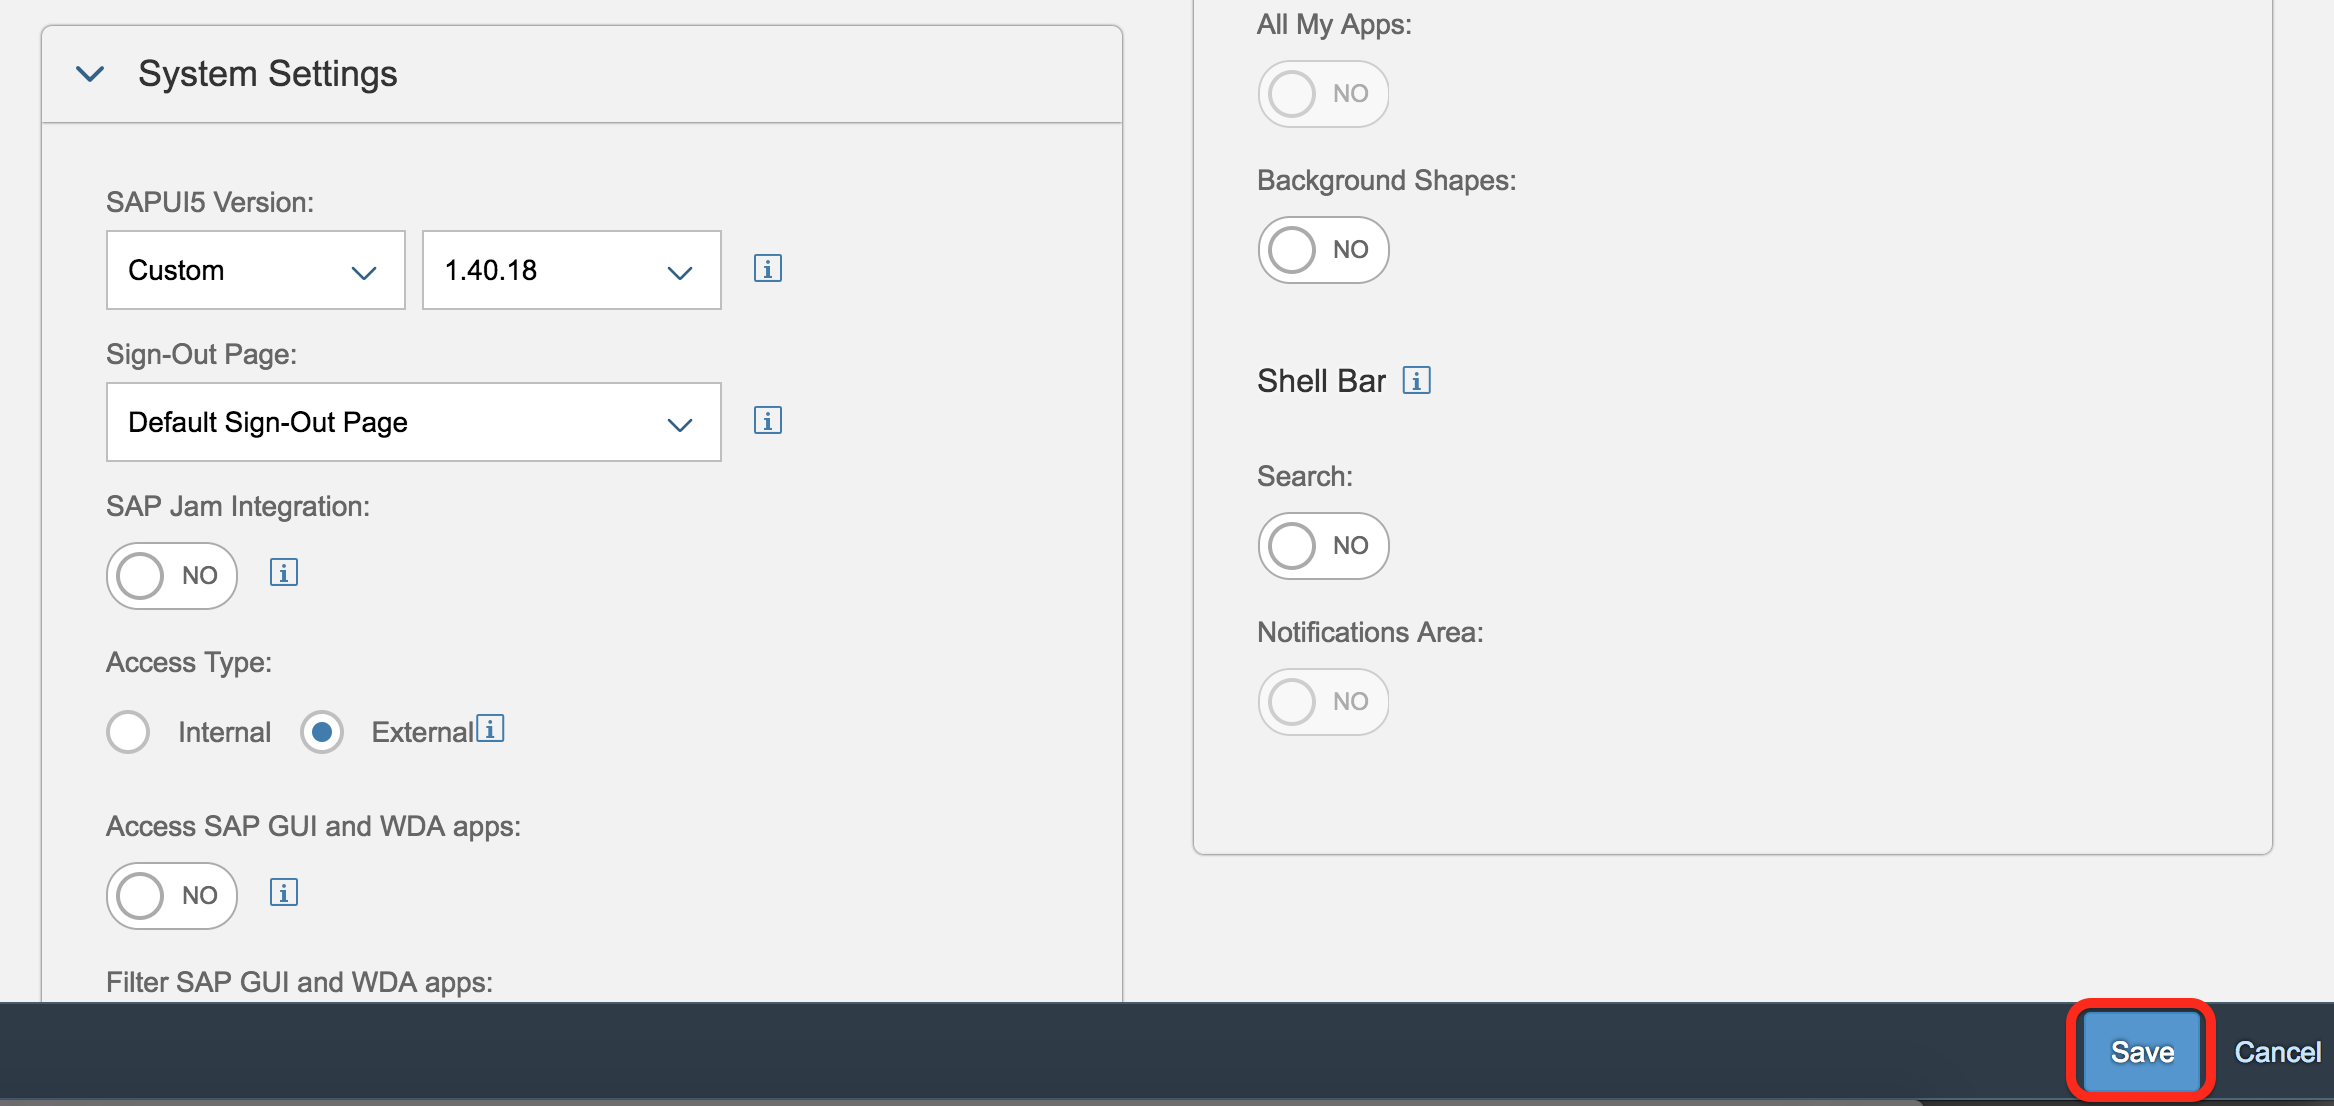 System Settings
SAPUI5 Version:
Custom
1.40.18
Sign-Out Page:
Default Sign-Out Page
SAP Jam Integration:
NO
Access Type:
Internal
External
Access SAP GUI and WDA apps:
NO
Filter SAP GUI and WDA apps:
All My Apps:
NO
Background Shapes:
NO
Shell Bar
Search:
NO
Notifications Area:
NO
Save
Cancel